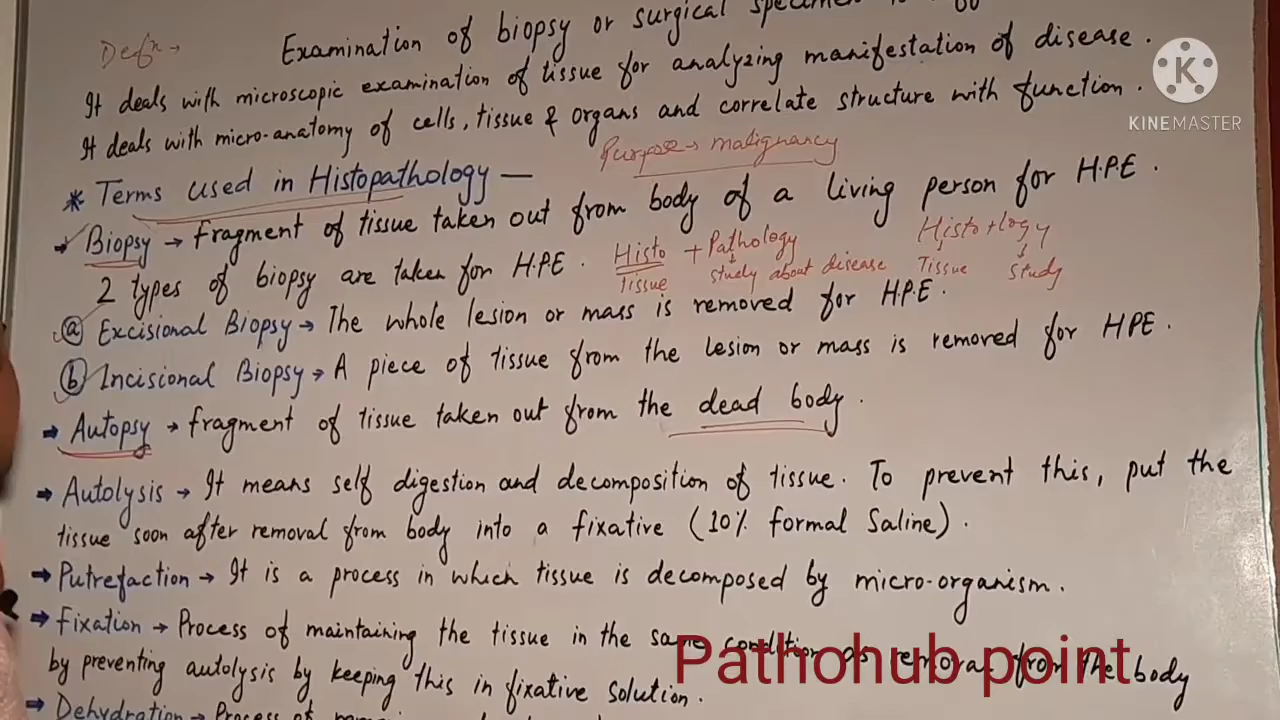 Defⁿ → Examination of biopsy or surgical specimen
It deals with microscopic examination of tissue for analyzing manifestation of disease.
It deals with micro-anatomy of cells, tissue & organs and correlate structure with function.
Purpose → malignancy
* Terms used in Histopathology —
→ Biopsy → fragment of tissue taken out from body of a living person for H.P.E.
2 types of biopsy are taken for H.P.E.
Histo + Pathology
↓
tissue study about disease
Histo + logy
↓ ↓
Tissue study
(a) Excisional Biopsy → The whole lesion or mass is removed for H.P.E.
(b) Incisional Biopsy → A piece of tissue from the lesion or mass is removed for HPE.
→ Autopsy → fragment of tissue taken out from the dead body.
→ Autolysis → It means self digestion and decomposition of tissue. To prevent this, put the
tissue soon after removal from body into a fixative (10% formal Saline).
→ Putrefaction → It is a process in which tissue is decomposed by micro-organism.
→ Fixation → Process of maintaining the tissue in the same condition as removal from the body
by preventing autolysis by keeping this in fixative solution.
→ Dehydration → Process of
K
KINEMASTER
Pathohub point